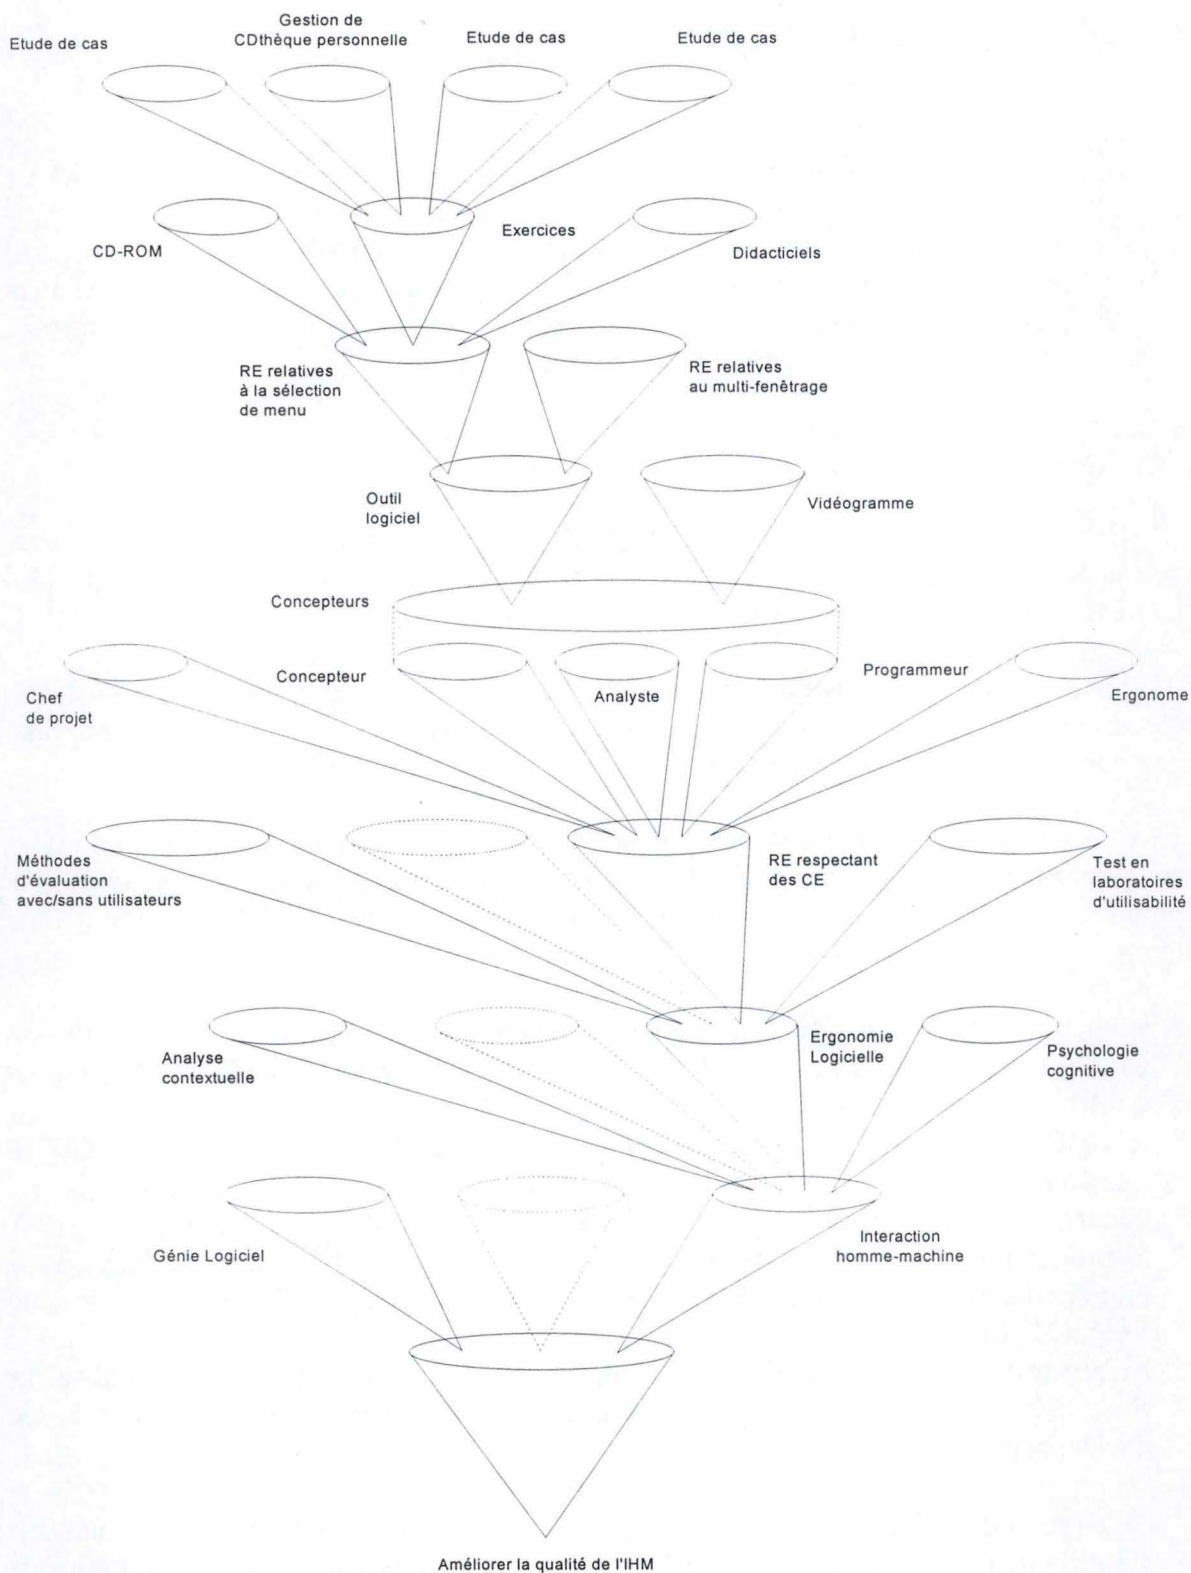 Gestion de
CDthèque personnelle
Etude de cas
Etude de cas
Etude de cas
CD-ROM
Exercices
Didacticiels
RE relatives
à la sélection
de menu
RE relatives
au multi-fenêtrage
Outil
logiciel
Vidéogramme
Concepteurs
Chef
de projet
Concepteur
Analyste
Programmeur
Ergonome
Méthodes
d'évaluation
avec/sans utilisateurs
RE respectant
des CE
Test en
laboratoires
d'utilisabilité
Analyse
contextuelle
Ergonomie
Logicielle
Psychologie
cognitive
Génie Logiciel
Interaction
homme-machine
Améliorer la qualité de l'IHM